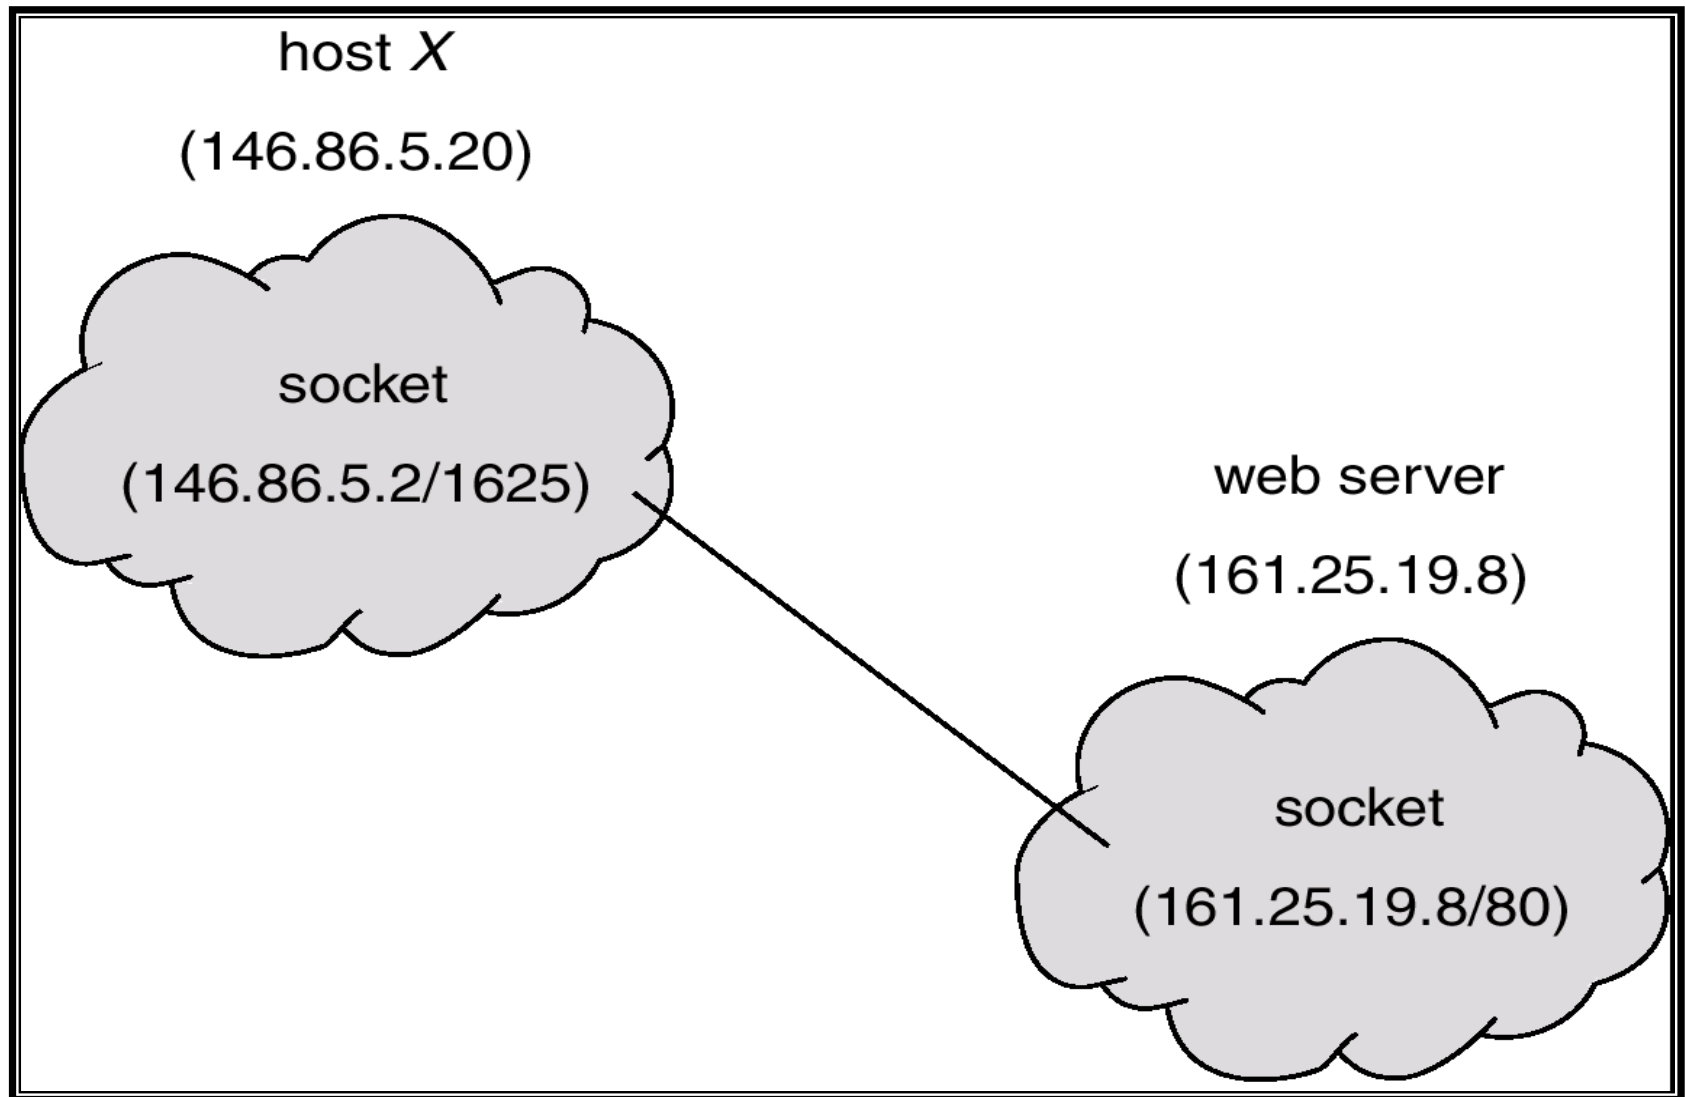 host X
(146.86.5.20)
socket
(146.86.5.2/1625)
web server
(161.25.19.8)
socket
(161.25.19.8/80)